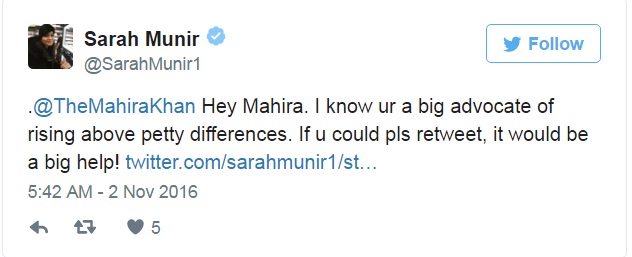 Sarah Munir
@SarahMunir1
Follow
.@TheMahiraKhan Hey Mahira. I know ur a big advocate of
rising above petty differences. If u could pls retweet, it would be
a big help! twitter.com/sarahmunir1/st…
5:42 AM - 2 Nov 2016
5